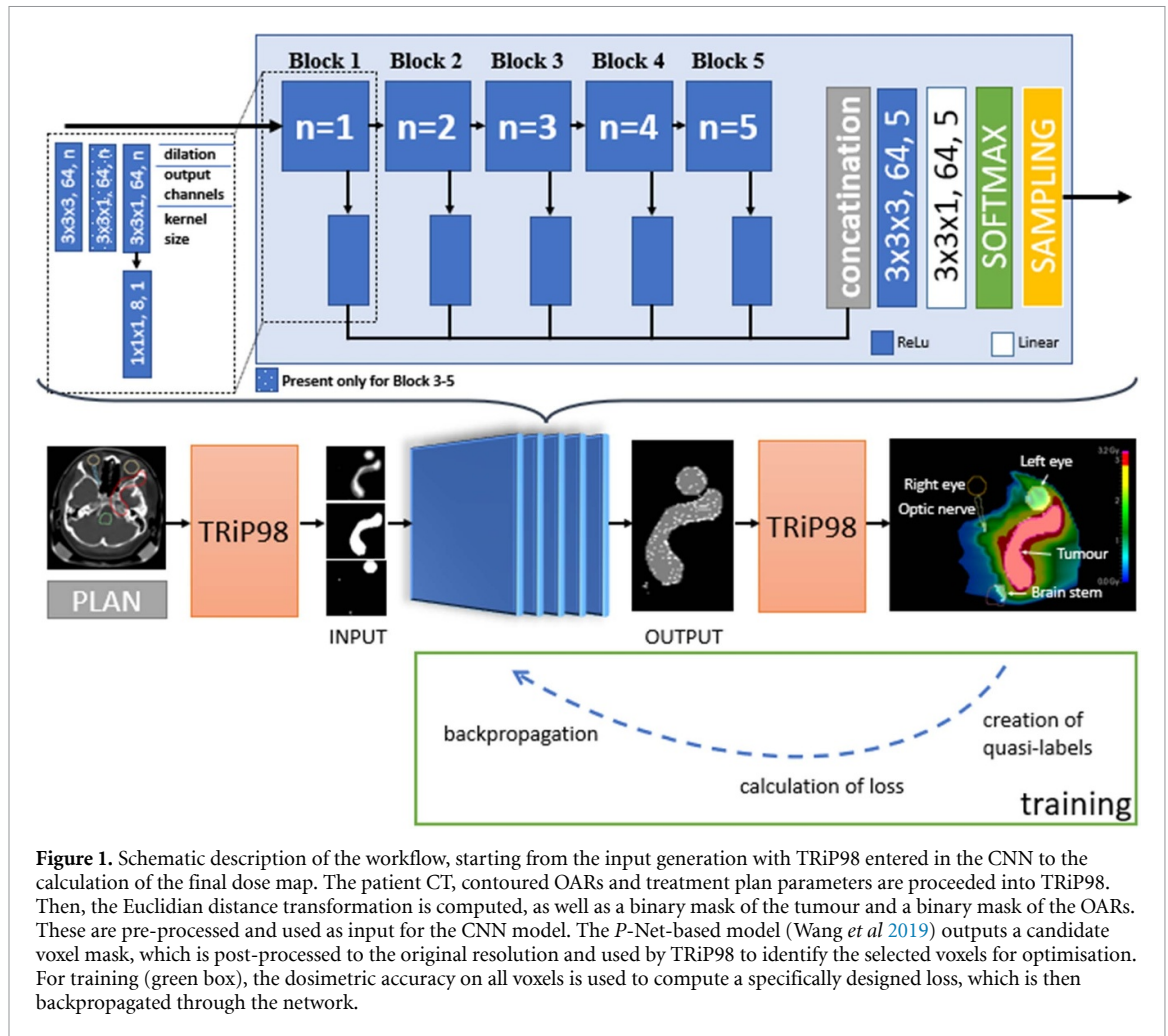 Block 1 Block 2 Block 3 Block 4 Block 5
n=1 n=2 n=3 n=4 n=5
3x3x3, 64, n
3x3x1, 64, n
3x3x1, 64, n
1x1x1, 8, 1
dilation
output
channels
kernel
size
concatination
3x3x3, 64, 5
3x3x1, 64, 5
SOFTMAX
SAMPLING
ReLu
Linear
Present only for Block 3-5
PLAN
TRiP98
INPUT
OUTPUT
TRiP98
Left eye
Right eye
Optic nerve
Tumour
Brain stem
3.2 Gy
3
2
1
0.0 Gy
backpropagation
creation of
quasi-labels
calculation of loss
training
Figure 1. Schematic description of the workflow, starting from the input generation with TRiP98 entered in the CNN to the
calculation of the final dose map. The patient CT, contoured OARs and treatment plan parameters are proceeded into TRiP98.
Then, the Euclidian distance transformation is computed, as well as a binary mask of the tumour and a binary mask of the OARs.
These are pre-processed and used as input for the CNN model. The P-Net-based model (Wang et al 2019) outputs a candidate
voxel mask, which is post-processed to the original resolution and used by TRiP98 to identify the selected voxels for optimisation.
For training (green box), the dosimetric accuracy on all voxels is used to compute a specifically designed loss, which is then
backpropagated through the network.